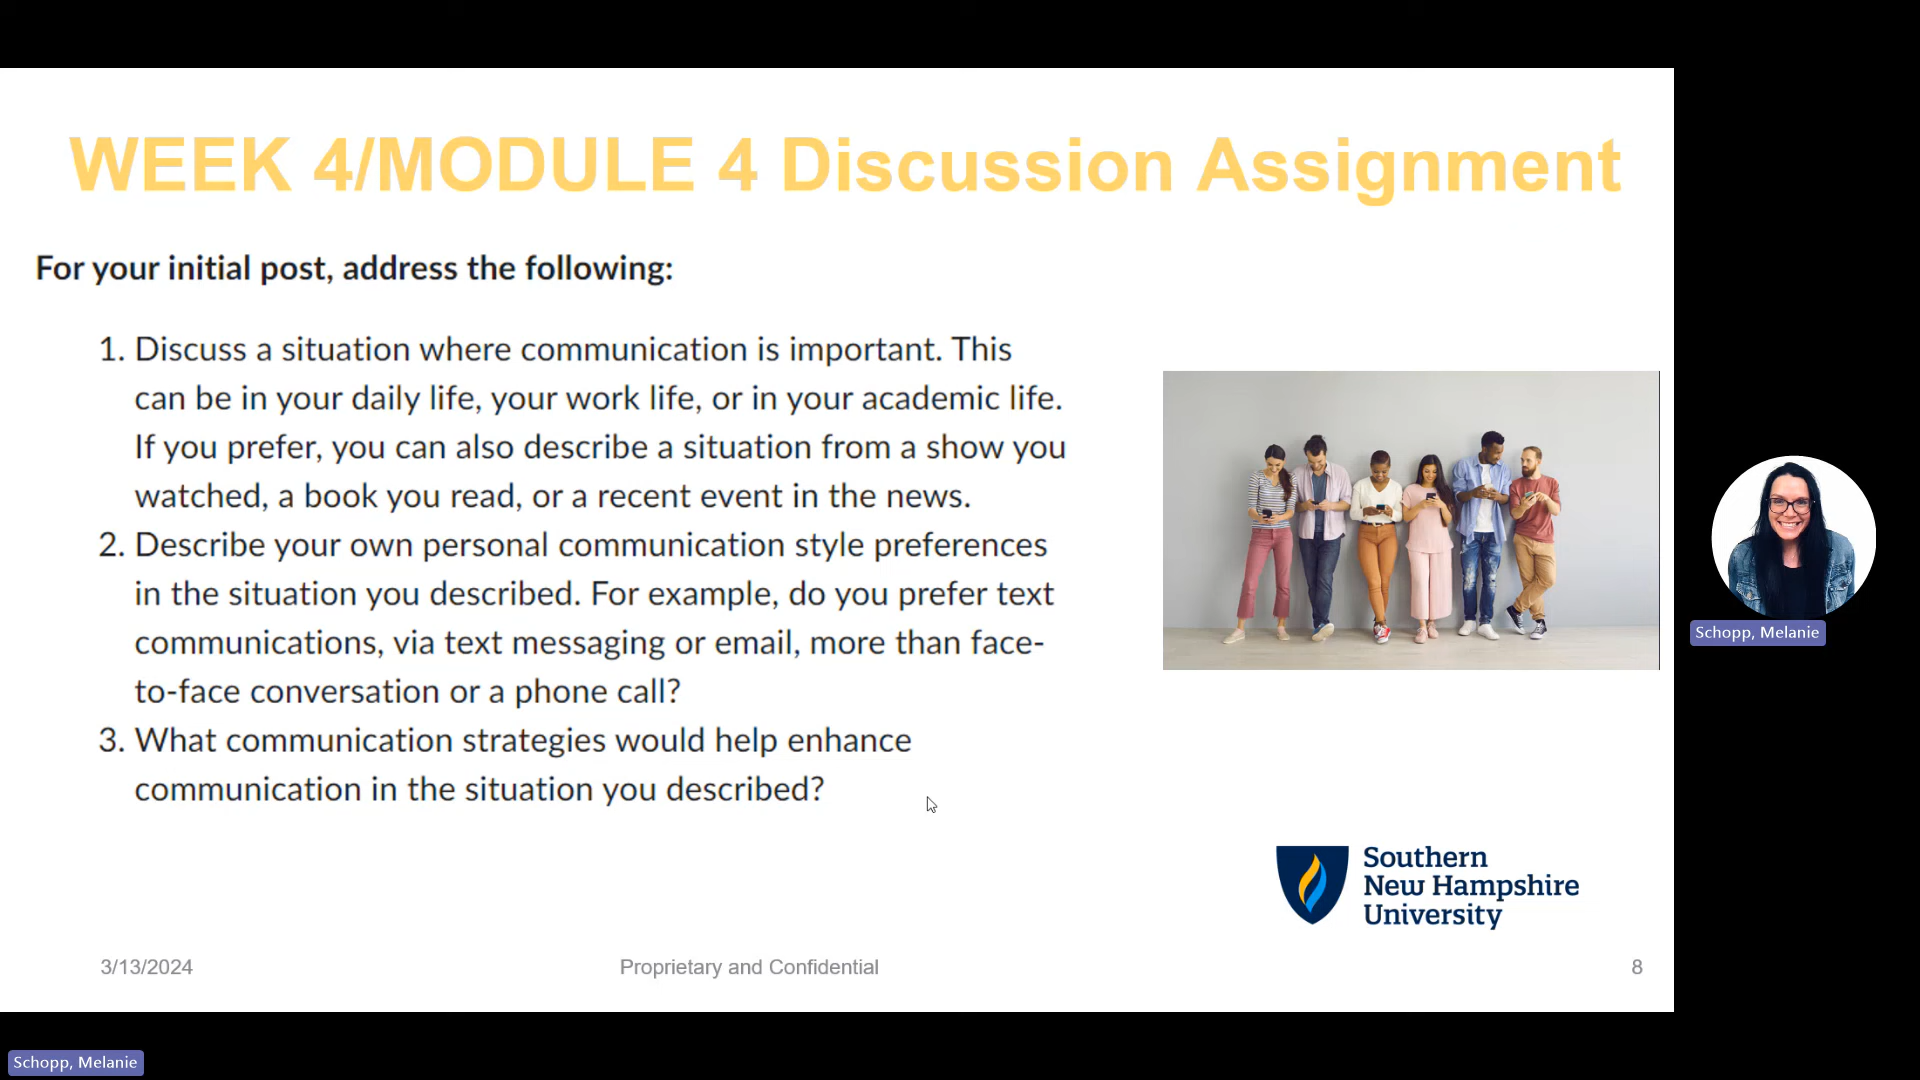 WEEK 4/MODULE 4 Discussion Assignment
For your initial post, address the following:
1. Discuss a situation where communication is important. This
can be in your daily life, your work life, or in your academic life.
If you prefer, you can also describe a situation from a show you
watched, a book you read, or a recent event in the news.
2. Describe your own personal communication style preferences
in the situation you described. For example, do you prefer text
communications, via text messaging or email, more than face-
to-face conversation or a phone call?
3. What communication strategies would help enhance
communication in the situation you described?
Schopp, Melanie
Southern
New Hampshire
University
3/13/2024
Proprietary and Confidential
8
Schopp, Melanie